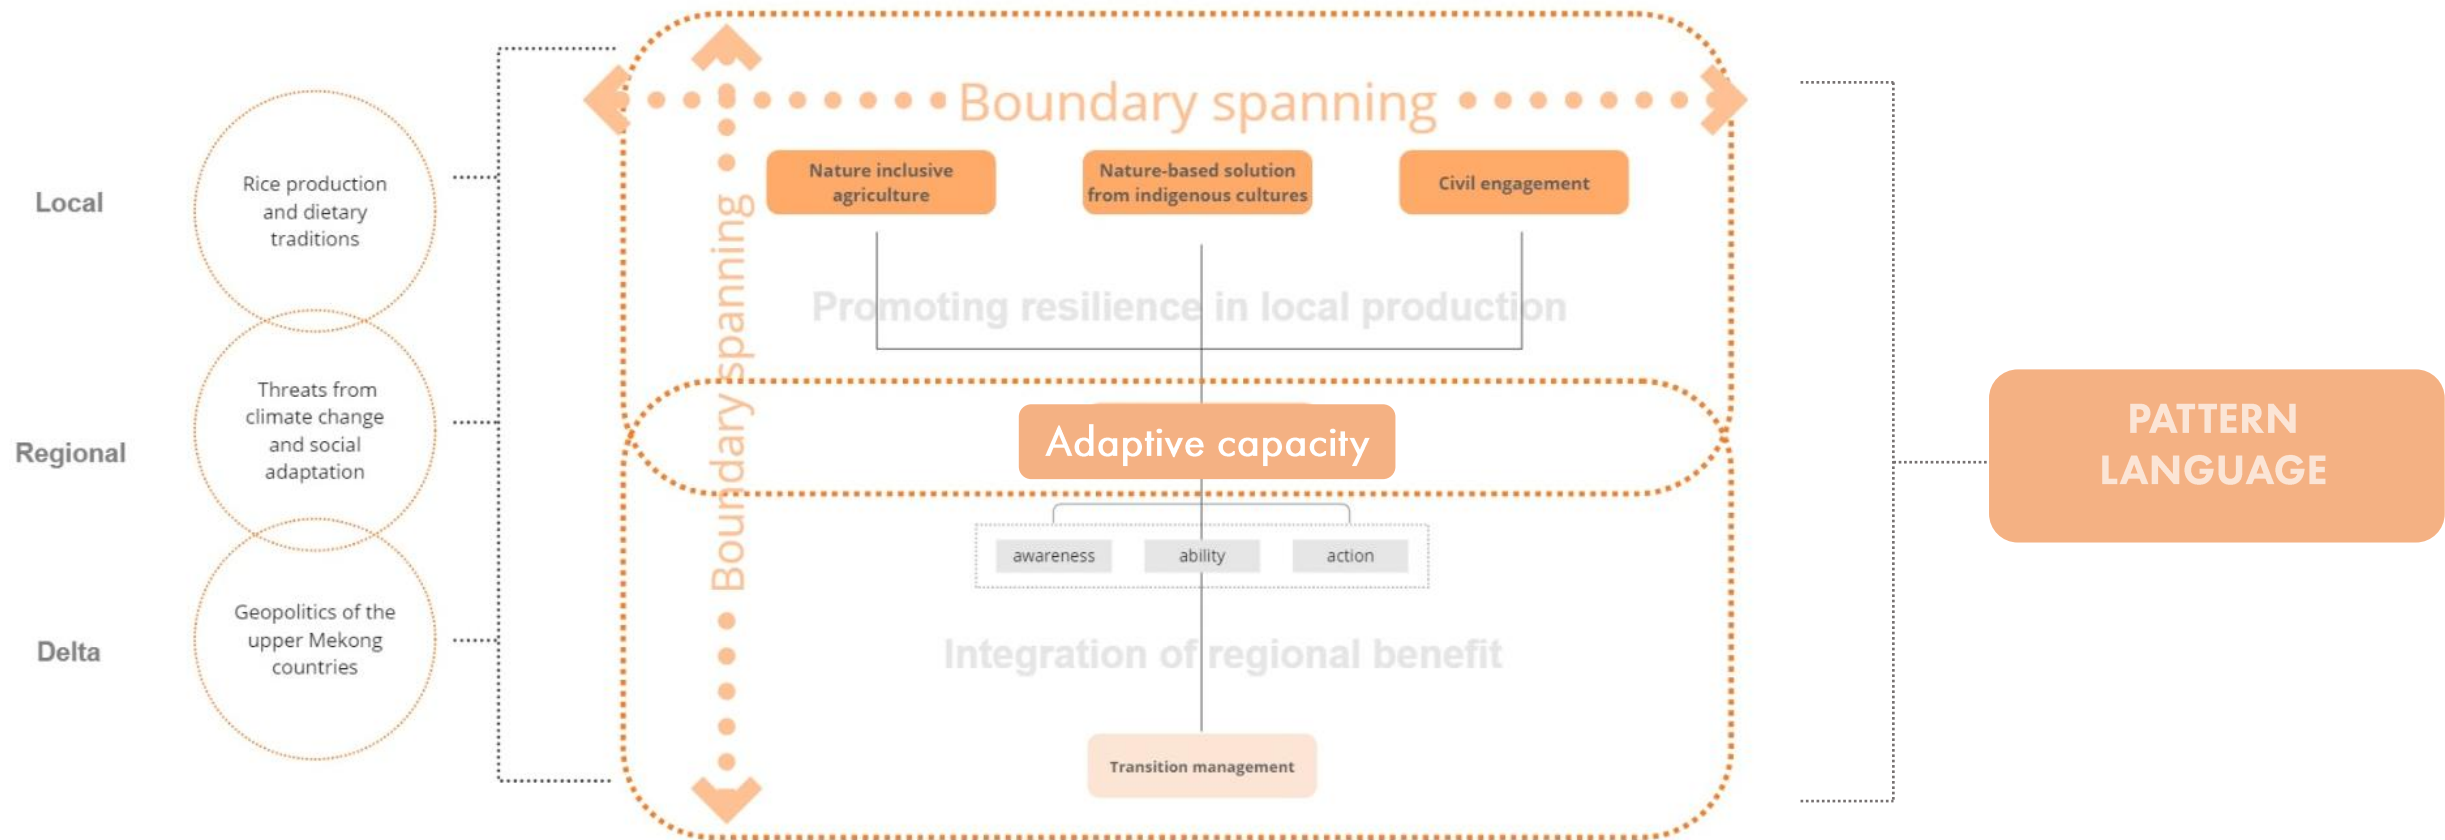 Local
Regional
Delta
Rice production
and dietary
traditions
Threats from
climate change
and social
adaptation
Geopolitics of the
upper Mekong
countries
Boundary spanning
Boundary spanning
Nature inclusive
agriculture
Nature-based solution
from indigenous cultures
Civil engagement
Promoting resilience in local production
Adaptive capacity
awareness
ability
action
Integration of regional benefit
Transition management
PATTERN
LANGUAGE